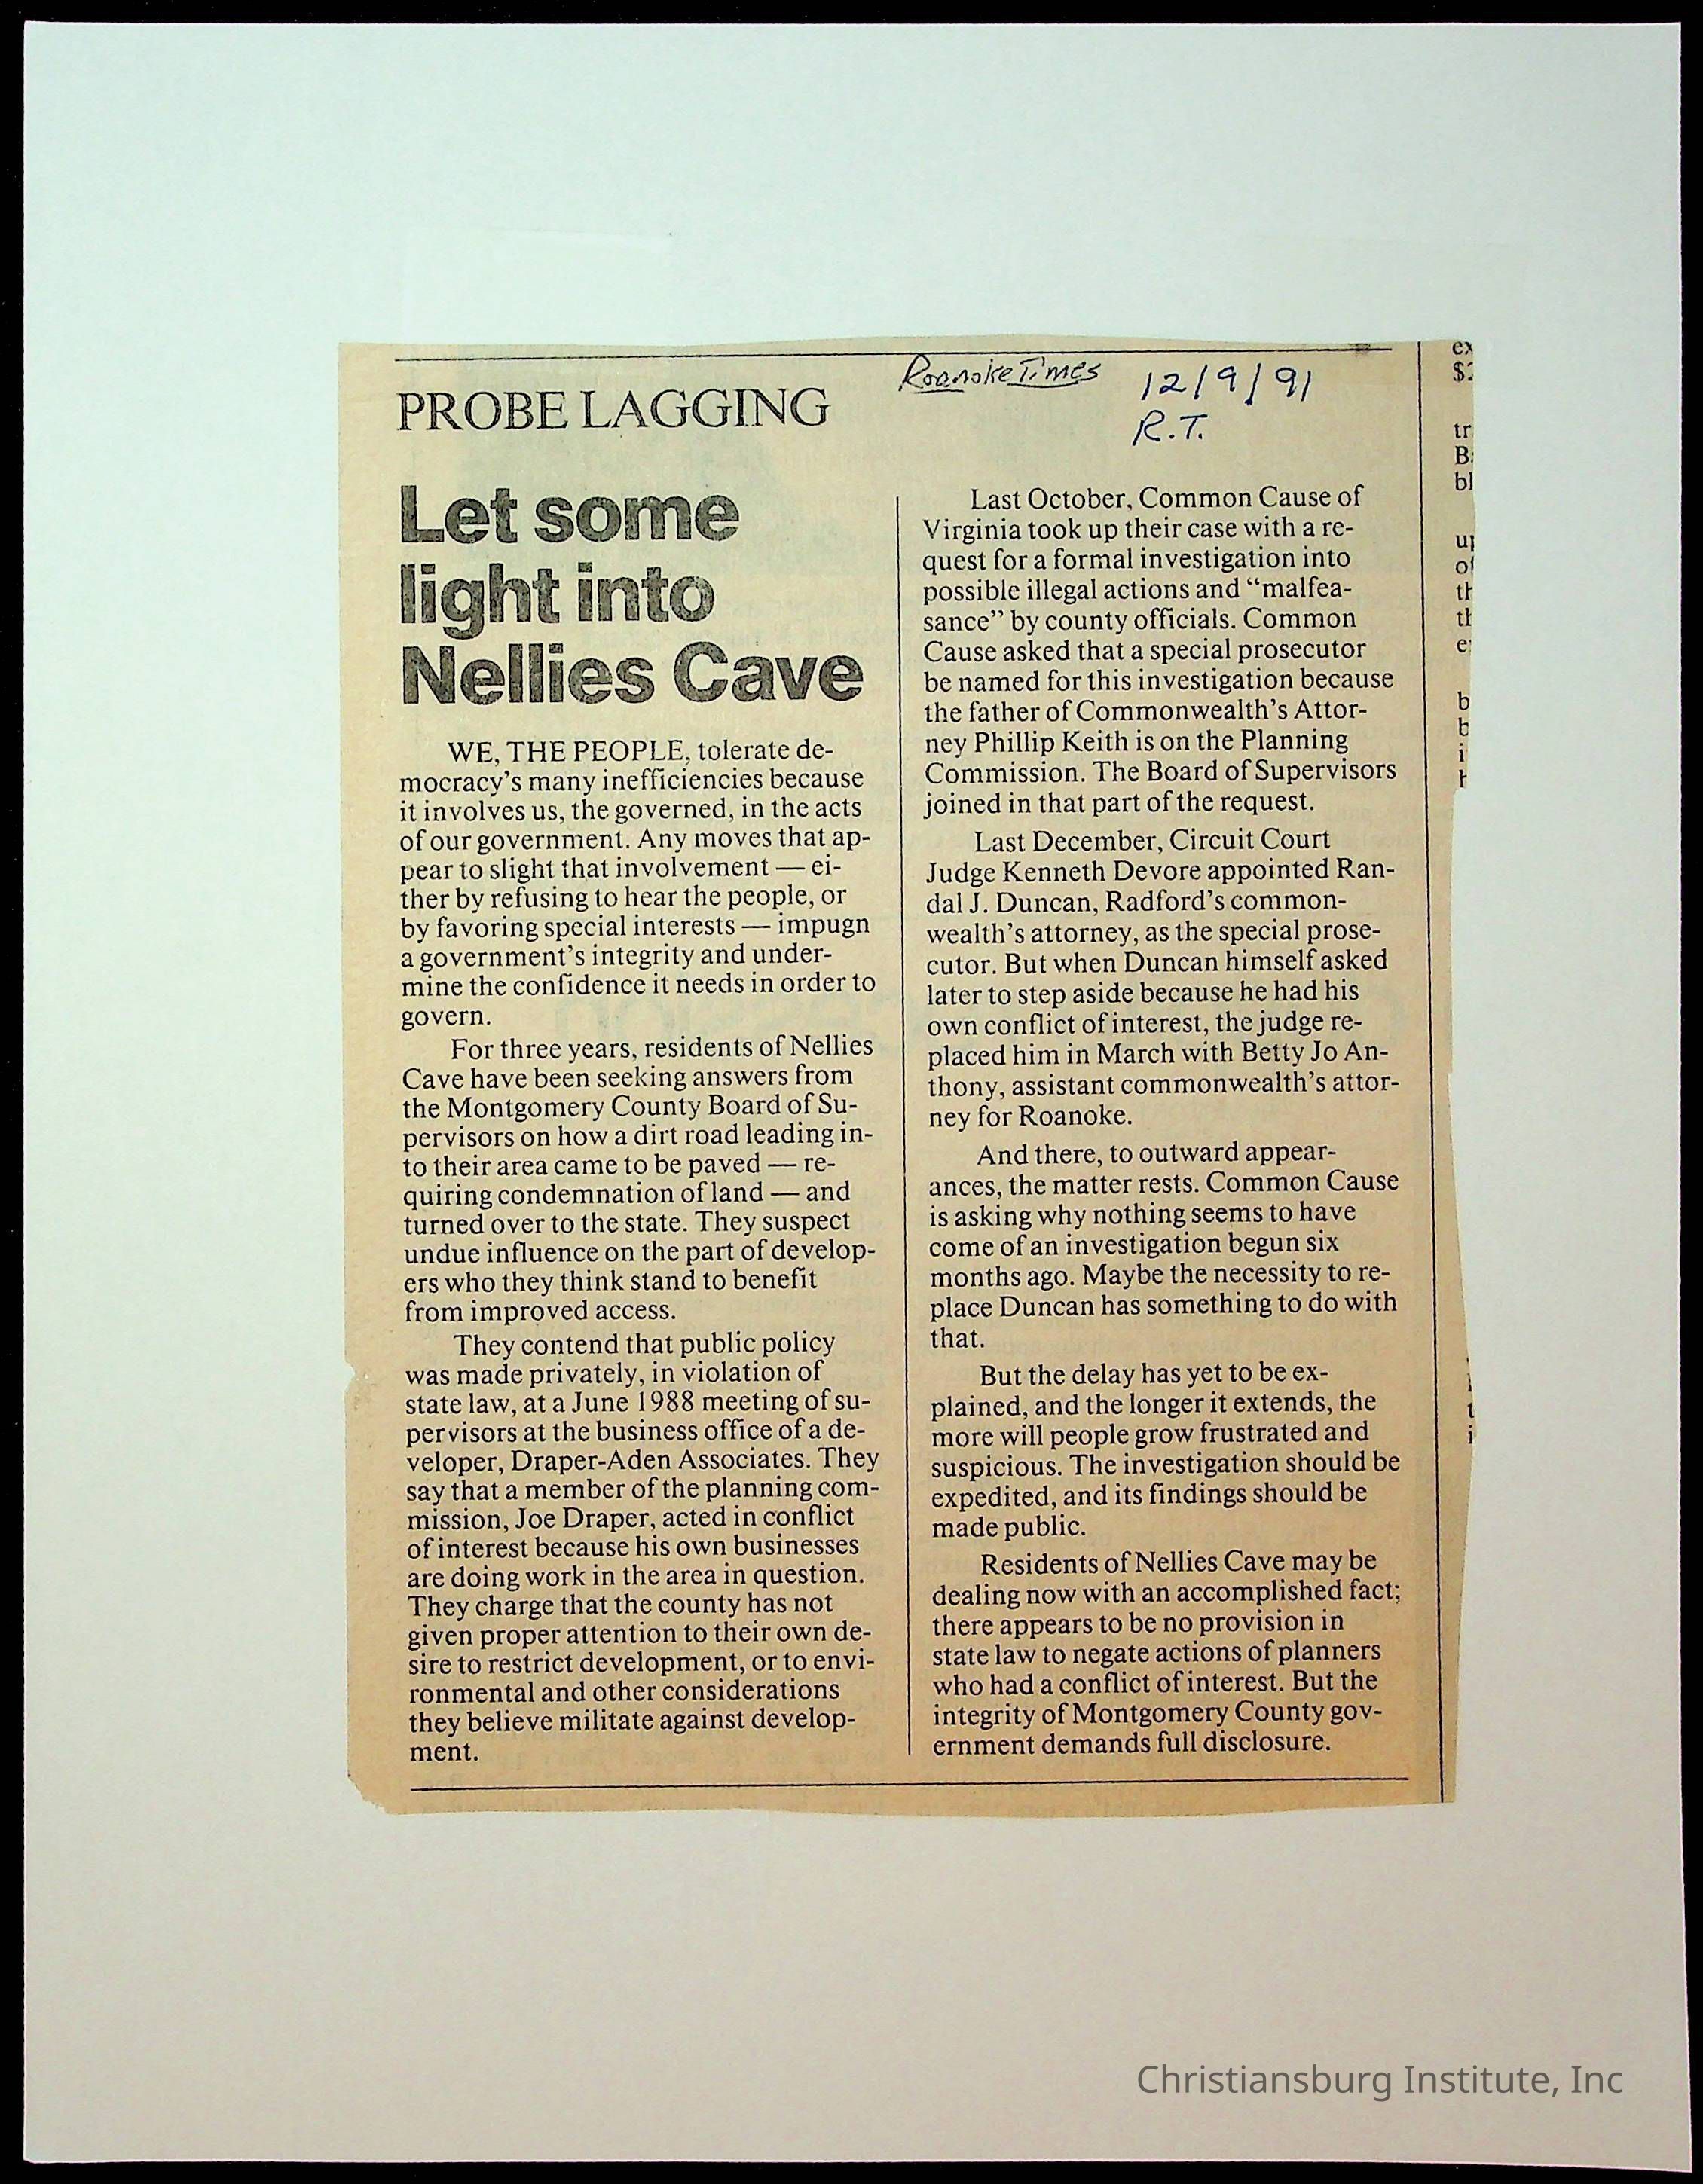 Roanoke Times
12/9/91
R.T.
PROBE LAGGING
Let some
light into
Nellies Cave
WE, THE PEOPLE, tolerate de-
mocracy's many inefficiencies because
it involves us, the governed, in the acts
of our government. Any moves that ap-
pear to slight that involvement — ei-
ther by refusing to hear the people, or
by favoring special interests — impugn
a government's integrity and under-
mine the confidence it needs in order to
govern.
For three years, residents of Nellies
Cave have been seeking answers from
the Montgomery County Board of Su-
pervisors on how a dirt road leading in-
to their area came to be paved — re-
quiring condemnation of land — and
turned over to the state. They suspect
undue influence on the part of develop-
ers who they think stand to benefit
from improved access.
They contend that public policy
was made privately, in violation of
state law, at a June 1988 meeting of su-
pervisors at the business office of a de-
veloper, Draper-Aden Associates. They
say that a member of the planning com-
mission, Joe Draper, acted in conflict
of interest because his own businesses
are doing work in the area in question.
They charge that the county has not
given proper attention to their own de-
sire to restrict development, or to envi-
ronmental and other considerations
they believe militate against develop-
ment.
Last October, Common Cause of
Virginia took up their case with a re-
quest for a formal investigation into
possible illegal actions and “malfea-
sance” by county officials. Common
Cause asked that a special prosecutor
be named for this investigation because
the father of Commonwealth's Attor-
ney Phillip Keith is on the Planning
Commission. The Board of Supervisors
joined in that part of the request.
Last December, Circuit Court
Judge Kenneth Devore appointed Ran-
dal J. Duncan, Radford's common-
wealth's attorney, as the special prose-
cutor. But when Duncan himself asked
later to step aside because he had his
own conflict of interest, the judge re-
placed him in March with Betty Jo An-
thony, assistant commonwealth's attor-
ney for Roanoke.
And there, to outward appear-
ances, the matter rests. Common Cause
is asking why nothing seems to have
come of an investigation begun six
months ago. Maybe the necessity to re-
place Duncan has something to do with
that.
But the delay has yet to be ex-
plained, and the longer it extends, the
more will people grow frustrated and
suspicious. The investigation should be
expedited, and its findings should be
made public.
Residents of Nellies Cave may be
dealing now with an accomplished fact;
there appears to be no provision in
state law to negate actions of planners
who had a conflict of interest. But the
integrity of Montgomery County gov-
ernment demands full disclosure.
Christiansburg Institute, Inc